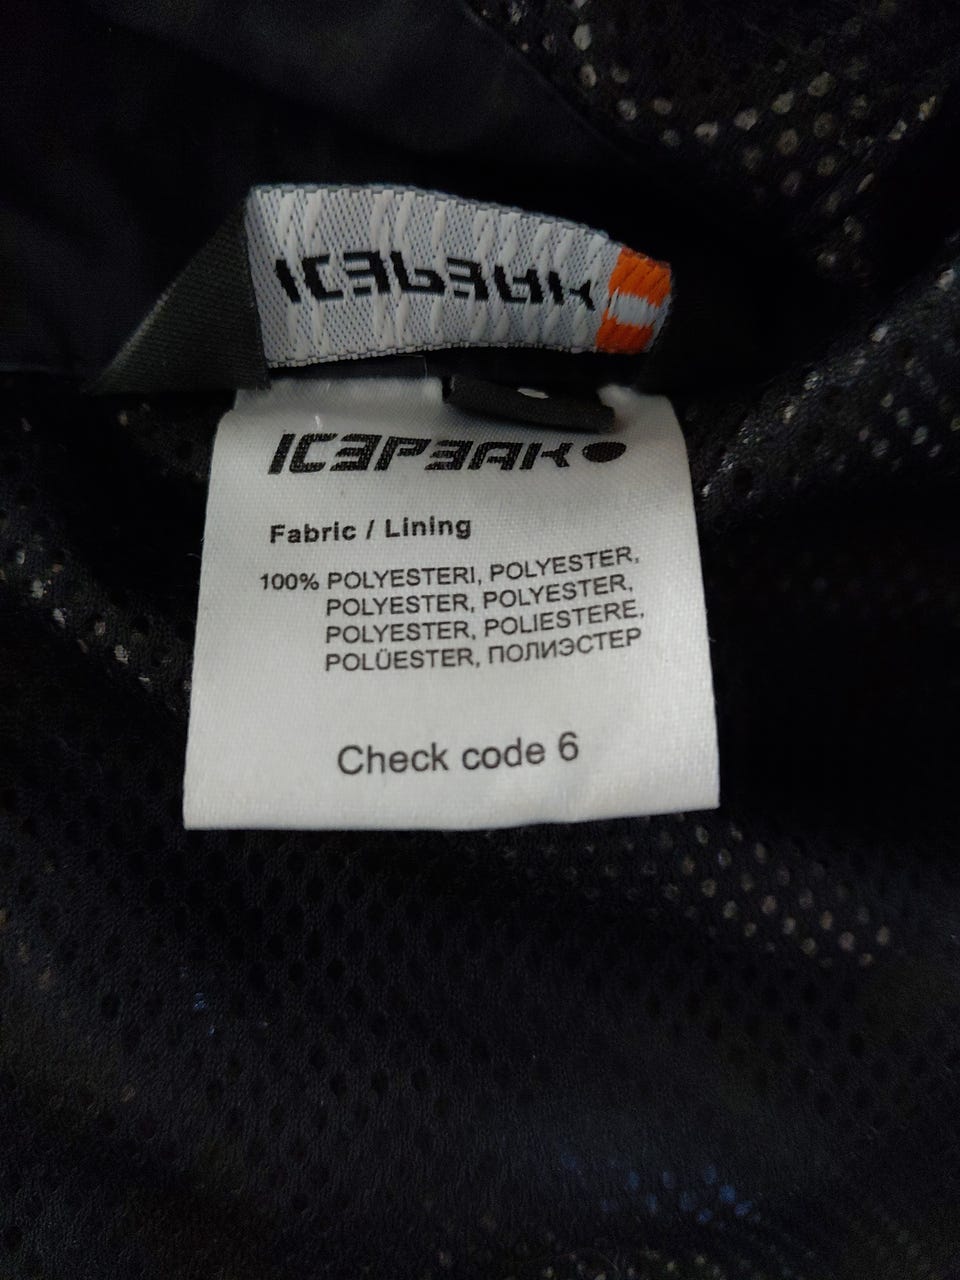 ICEPEAK
ICEPEAK
Fabric / Lining
100% POLYESTERI, POLYESTER,
POLYESTER, POLYESTER,
POLYESTER, POLIESTERE,
POLÜESTER, ПОЛИЭСТЕР
Check code 6